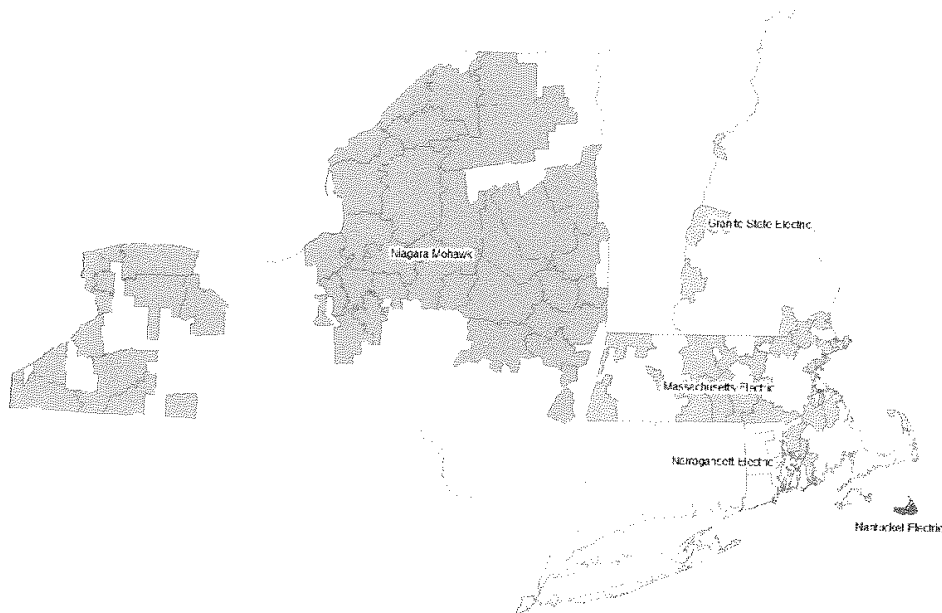 Granite State Electric
Niagara Mohawk
Massachusetts Electric
Narragansett Electric
Nantucket Electric